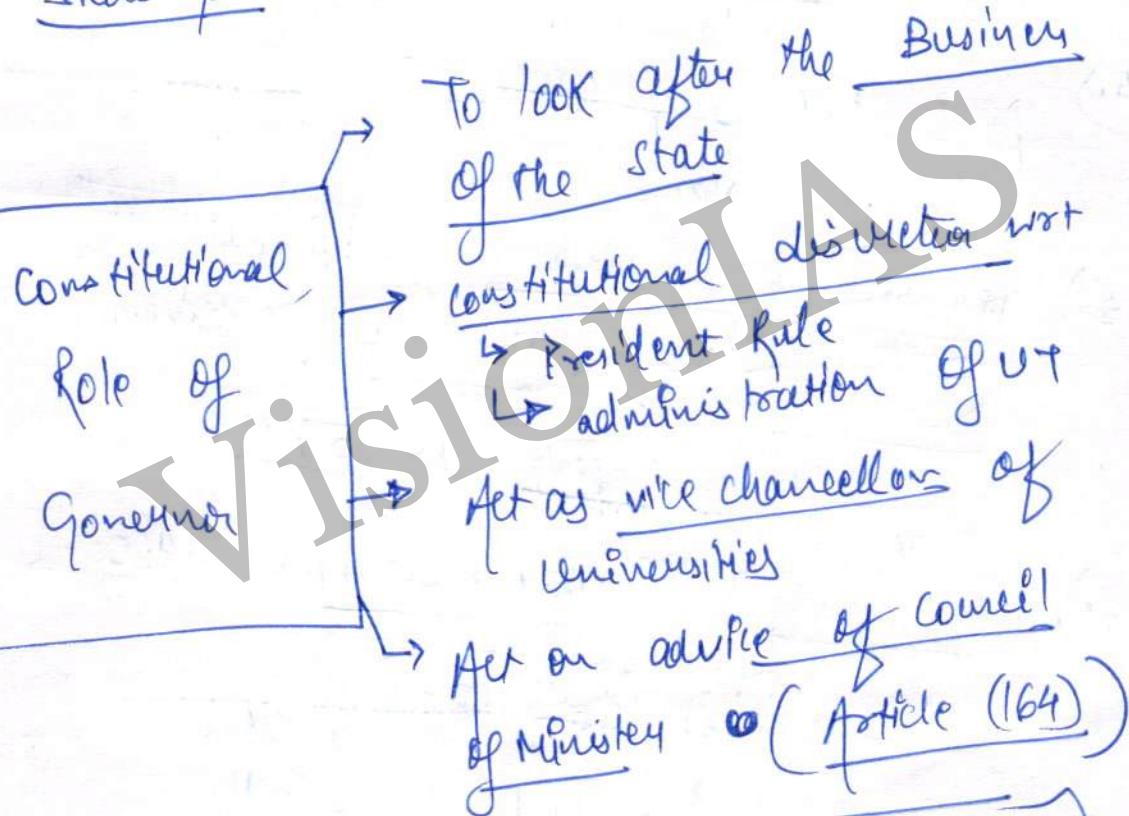 To look after the Business
of the state
Constitutional
Role of
Governor
constitutional discretion wrt
↳ President Rule
↳ administration of UT
Act as vice chancellor of
universities
Act on advice of Council
of Minister (Article (164))
VisionIAS